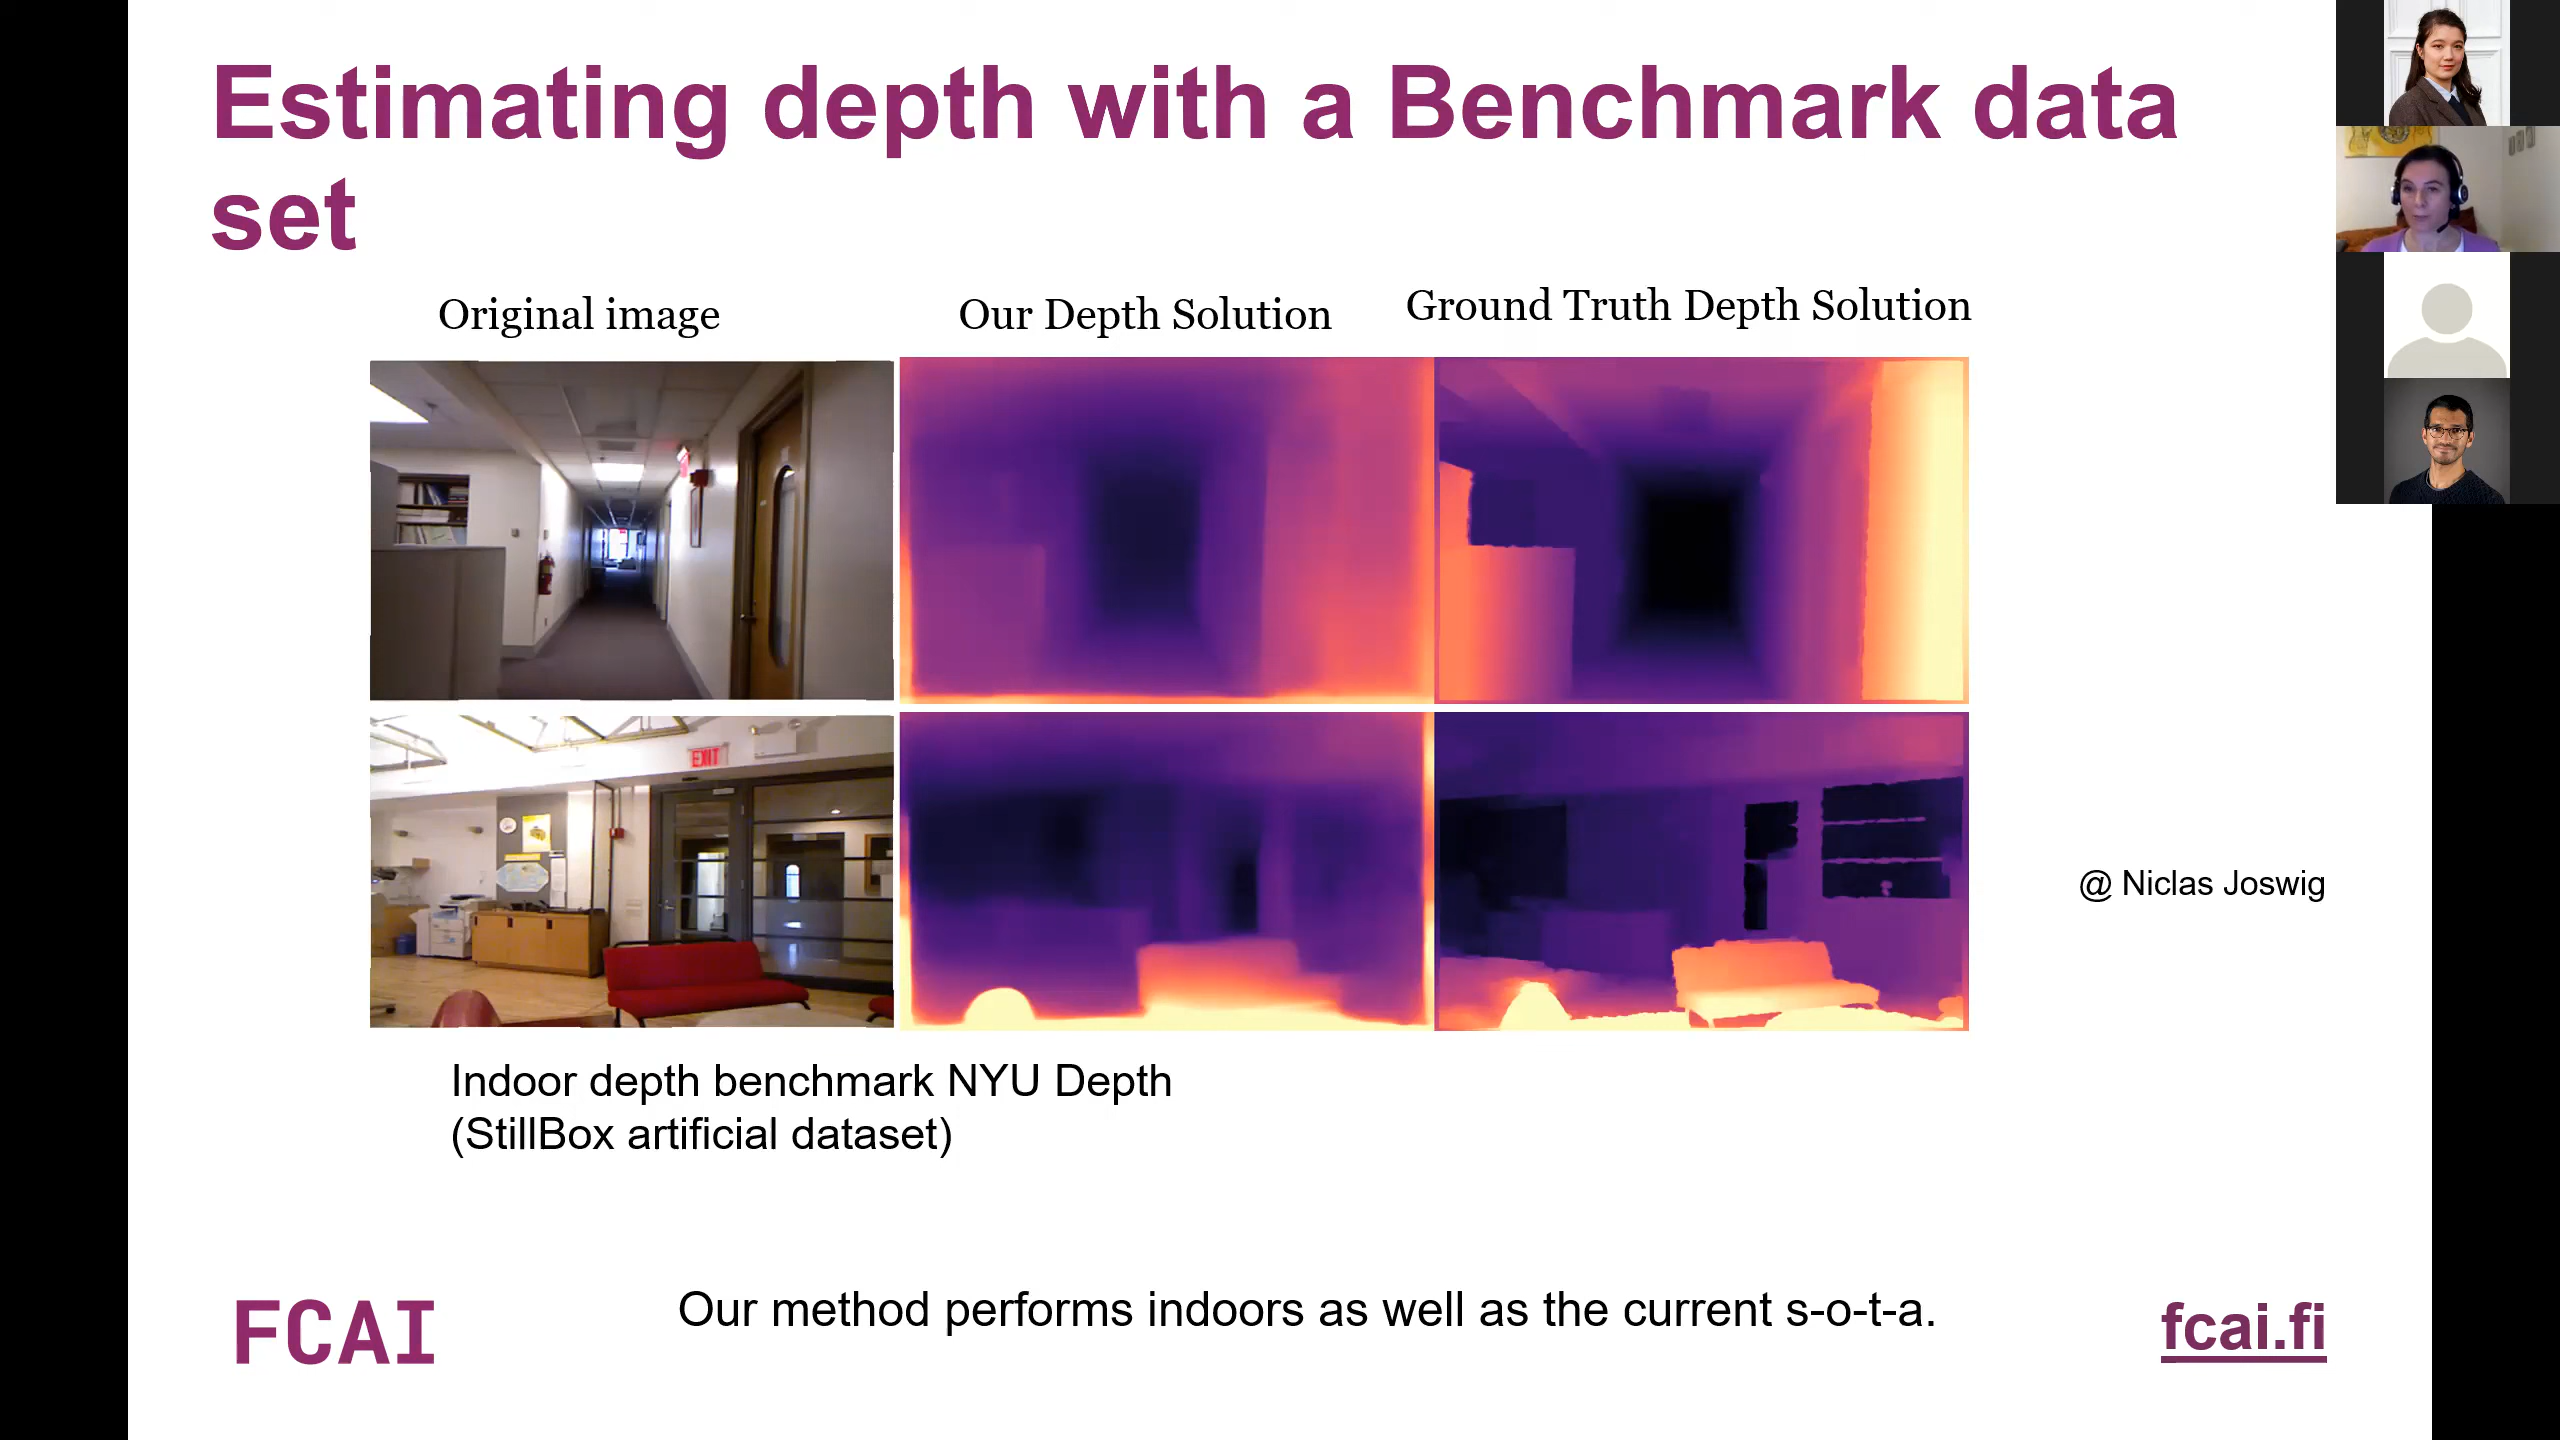 Estimating depth with a Benchmark data
set
Original image
Our Depth Solution
Ground Truth Depth Solution
EXIT
@ Niclas Joswig
Indoor depth benchmark NYU Depth
(StillBox artificial dataset)
FCAI
Our method performs indoors as well as the current s-o-t-a.
fcai.fi